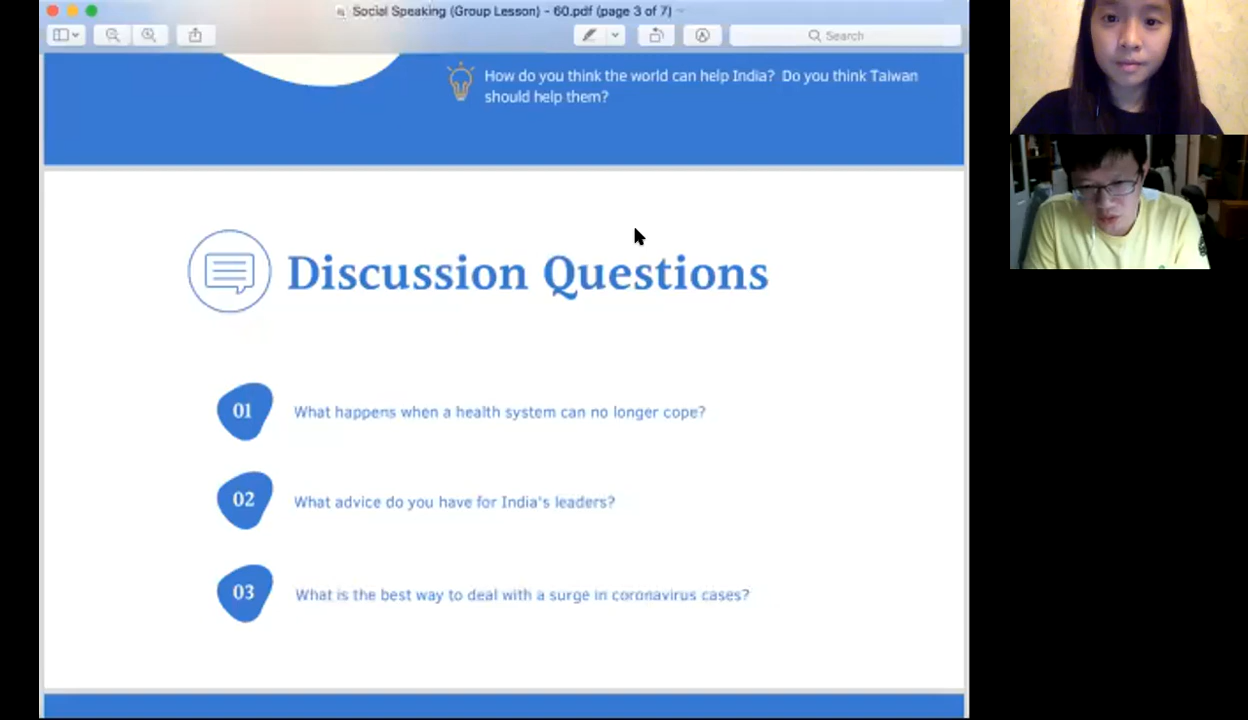 Social Speaking (Group Lesson) - 60.pdf (page 3 of 7)
Search
How do you think the world can help India? Do you think Taiwan
should help them?
Discussion Questions
01
What happens when a health system can no longer cope?
02
What advice do you have for India's leaders?
03
What is the best way to deal with a surge in coronavirus cases?